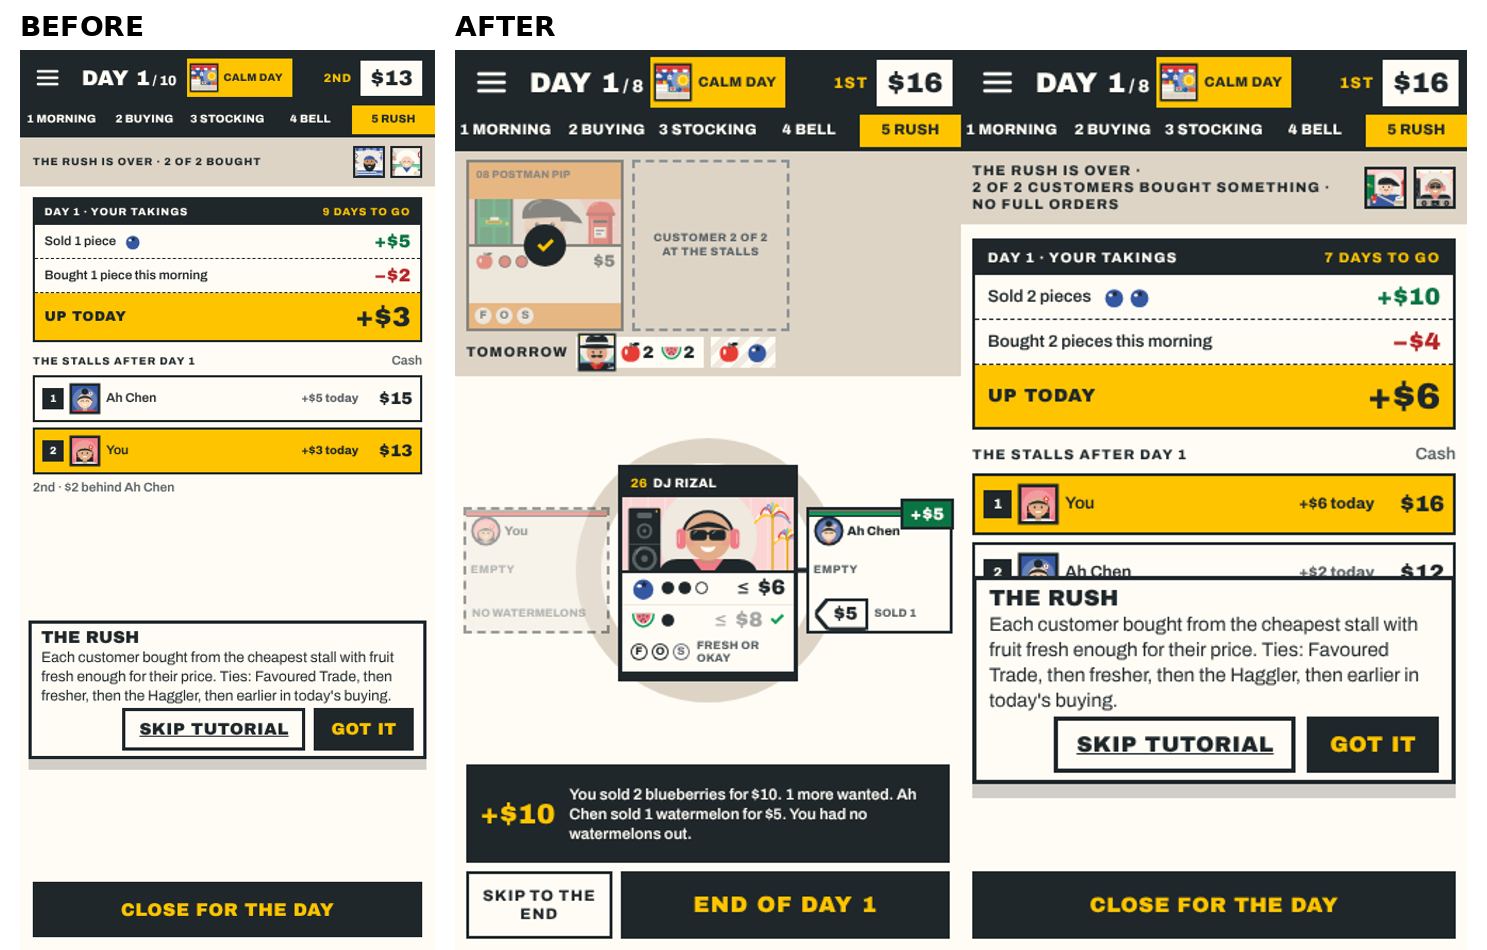 BEFORE
DAY 1/10
CALM DAY
2ND
$13
1 MORNING
2 BUYING
3 STOCKING
4 BELL
5 RUSH
THE RUSH IS OVER · 2 OF 2 BOUGHT
DAY 1 · YOUR TAKINGS
9 DAYS TO GO
Sold 1 piece
+$5
Bought 1 piece this morning
−$2
UP TODAY
+$3
THE STALLS AFTER DAY 1
Cash
1 Ah Chen +$5 today $15
2 You +$3 today $13
2nd · $2 behind Ah Chen
THE RUSH
Each customer bought from the cheapest stall with fruit
fresh enough for their price. Ties: Favoured Trade, then
fresher, then the Haggler, then earlier in today's buying.
SKIP TUTORIAL
GOT IT
CLOSE FOR THE DAY
AFTER
DAY 1/8
CALM DAY
1ST
$16
1 MORNING
2 BUYING
3 STOCKING
4 BELL
5 RUSH
08 POSTMAN PIP
$5
F O S
CUSTOMER 2 OF 2
AT THE STALLS
TOMORROW
2
2
You
EMPTY
NO WATERMELONS
26 DJ RIZAL
≤ $6
≤ $8
F O S
FRESH OR
OKAY
+$5
Ah Chen
EMPTY
$5
SOLD 1
+$10
You sold 2 blueberries for $10. 1 more wanted. Ah
Chen sold 1 watermelon for $5. You had no
watermelons out.
SKIP TO THE
END
END OF DAY 1
DAY 1/8
CALM DAY
1ST
$16
1 MORNING
2 BUYING
3 STOCKING
4 BELL
5 RUSH
THE RUSH IS OVER ·
2 OF 2 CUSTOMERS BOUGHT SOMETHING ·
NO FULL ORDERS
DAY 1 · YOUR TAKINGS
7 DAYS TO GO
Sold 2 pieces
+$10
Bought 2 pieces this morning
−$4
UP TODAY
+$6
THE STALLS AFTER DAY 1
Cash
1 You +$6 today $16
2 Ah Chen +$2 today $12
THE RUSH
Each customer bought from the cheapest stall with
fruit fresh enough for their price. Ties: Favoured
Trade, then fresher, then the Haggler, then earlier in
today's buying.
SKIP TUTORIAL
GOT IT
CLOSE FOR THE DAY